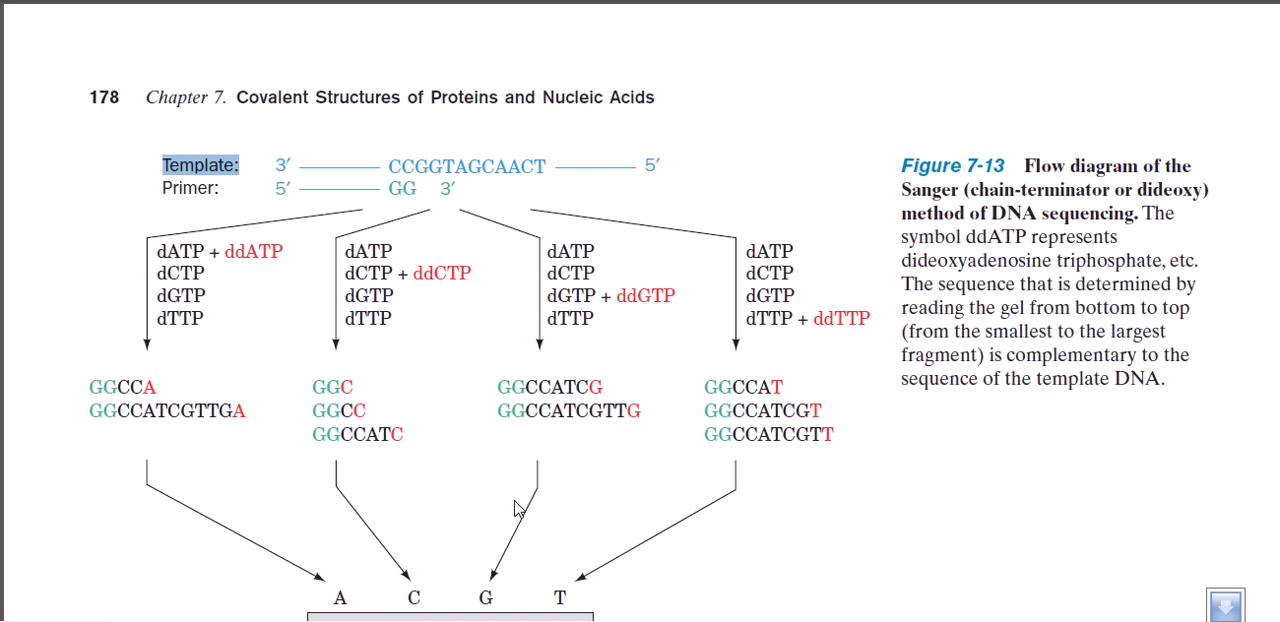 178 Chapter 7. Covalent Structures of Proteins and Nucleic Acids
Template: 3′ CCGGTAGCAACT 5′
Primer: 5′ GG 3′
dATP + ddATP
dCTP
dGTP
dTTP
dATP
dCTP + ddCTP
dGTP
dTTP
dATP
dCTP
dGTP + ddGTP
dTTP
dATP
dCTP
dGTP
dTTP + ddTTP
GGCCA
GGCCATCGTTGA
GGC
GGCC
GGCCATC
GGCCATCG
GGCCATCGTTG
GGCCAT
GGCCATCGT
GGCCATCGTT
A C G T
Figure 7-13 Flow diagram of the
Sanger (chain-terminator or dideoxy)
method of DNA sequencing. The
symbol ddATP represents
dideoxyadenosine triphosphate, etc.
The sequence that is determined by
reading the gel from bottom to top
(from the smallest to the largest
fragment) is complementary to the
sequence of the template DNA.